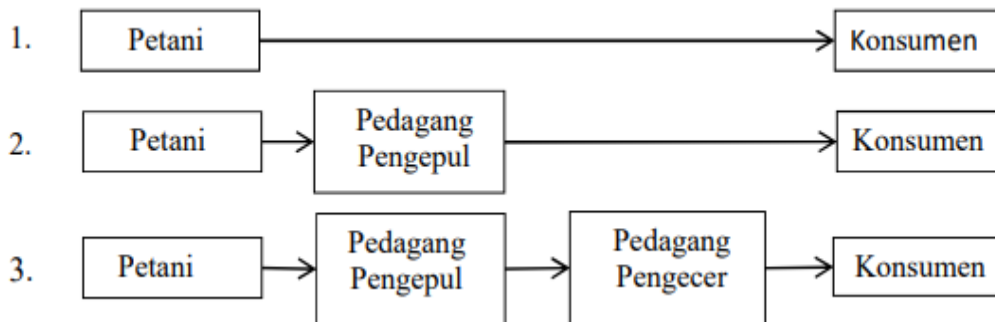 1. Petani Konsumen
2. Petani Pedagang Pengepul Konsumen
3. Petani Pedagang Pengepul Pedagang Pengecer Konsumen